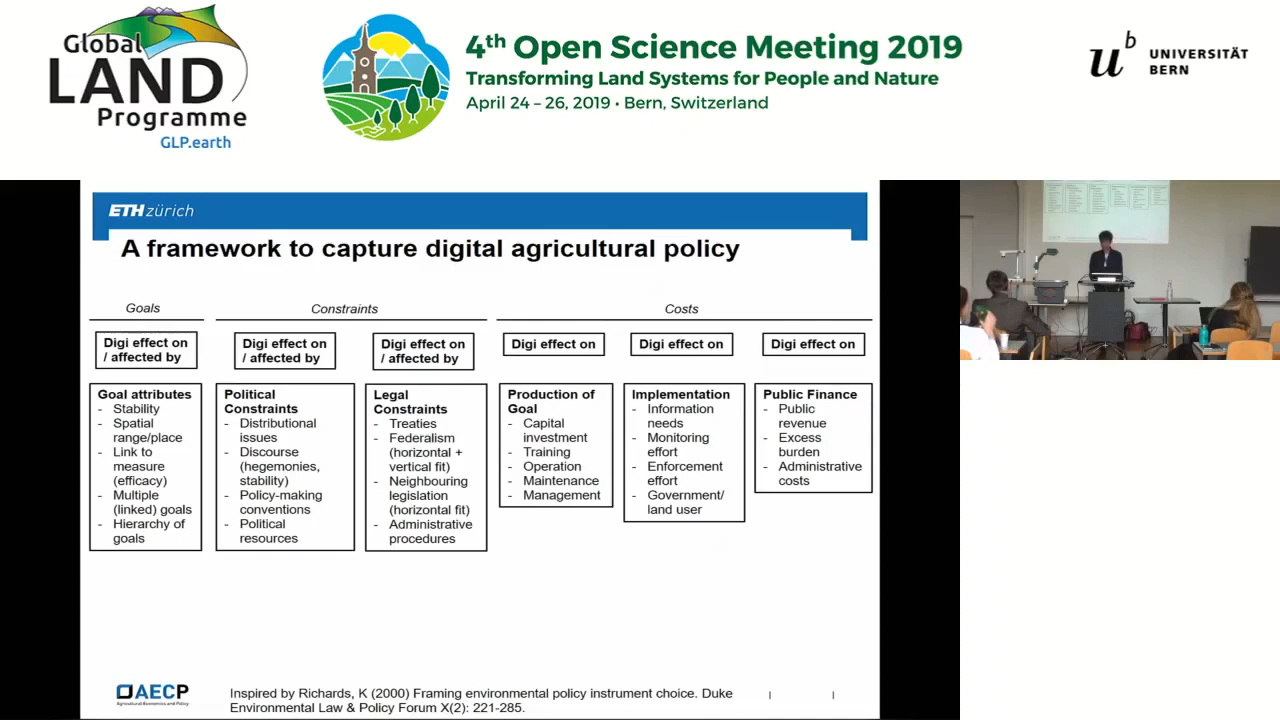 Global
LAND
Programme
GLP.earth
4th Open Science Meeting 2019
Transforming Land Systems for People and Nature
April 24 – 26, 2019 • Bern, Switzerland
u b
UNIVERSITÄT
BERN
ETH zürich
A framework to capture digital agricultural policy
Goals
Constraints
Costs
Digi effect on
/ affected by
Digi effect on
/ affected by
Digi effect on
/ affected by
Digi effect on
Digi effect on
Digi effect on
Goal attributes
- Stability
- Spatial
range/place
- Link to
measure
(efficacy)
- Multiple
(linked) goals
- Hierarchy of
goals
Political
Constraints
- Distributional
issues
- Discourse
(hegemonies,
stability)
- Policy-making
conventions
- Political
resources
Legal
Constraints
- Treaties
- Federalism
(horizontal +
vertical fit)
- Neighbouring
legislation
(horizontal fit)
- Administrative
procedures
Production of
Goal
- Capital
investment
- Training
- Operation
- Maintenance
- Management
Implementation
- Information
needs
- Monitoring
effort
- Enforcement
effort
- Government/
land user
Public Finance
- Public
revenue
- Excess
burden
- Administrative
costs
AECP
Agricultural Economics and Policy
Inspired by Richards, K (2000) Framing environmental policy instrument choice. Duke
Environmental Law & Policy Forum X(2): 221-285.